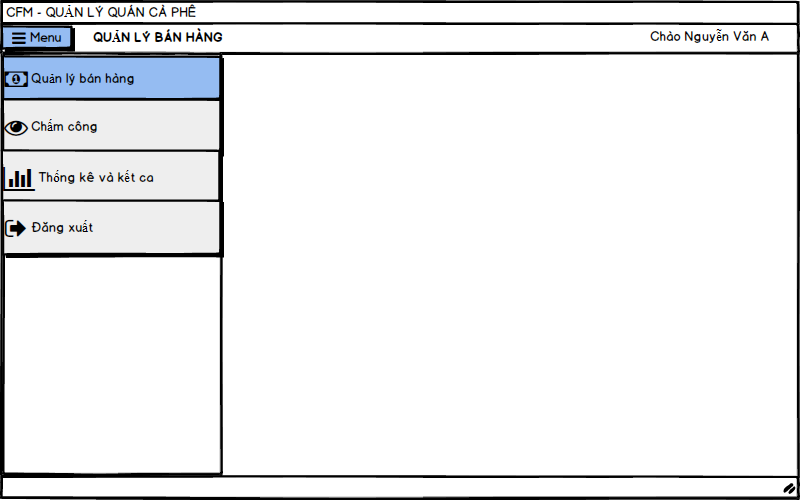 CFM - QUẢN LÝ QUÁN CÀ PHÊ
Menu
QUẢN LÝ BÁN HÀNG
Chào Nguyễn Văn A
Quản lý bán hàng
Chấm công
Thống kê và kết ca
Đăng xuất